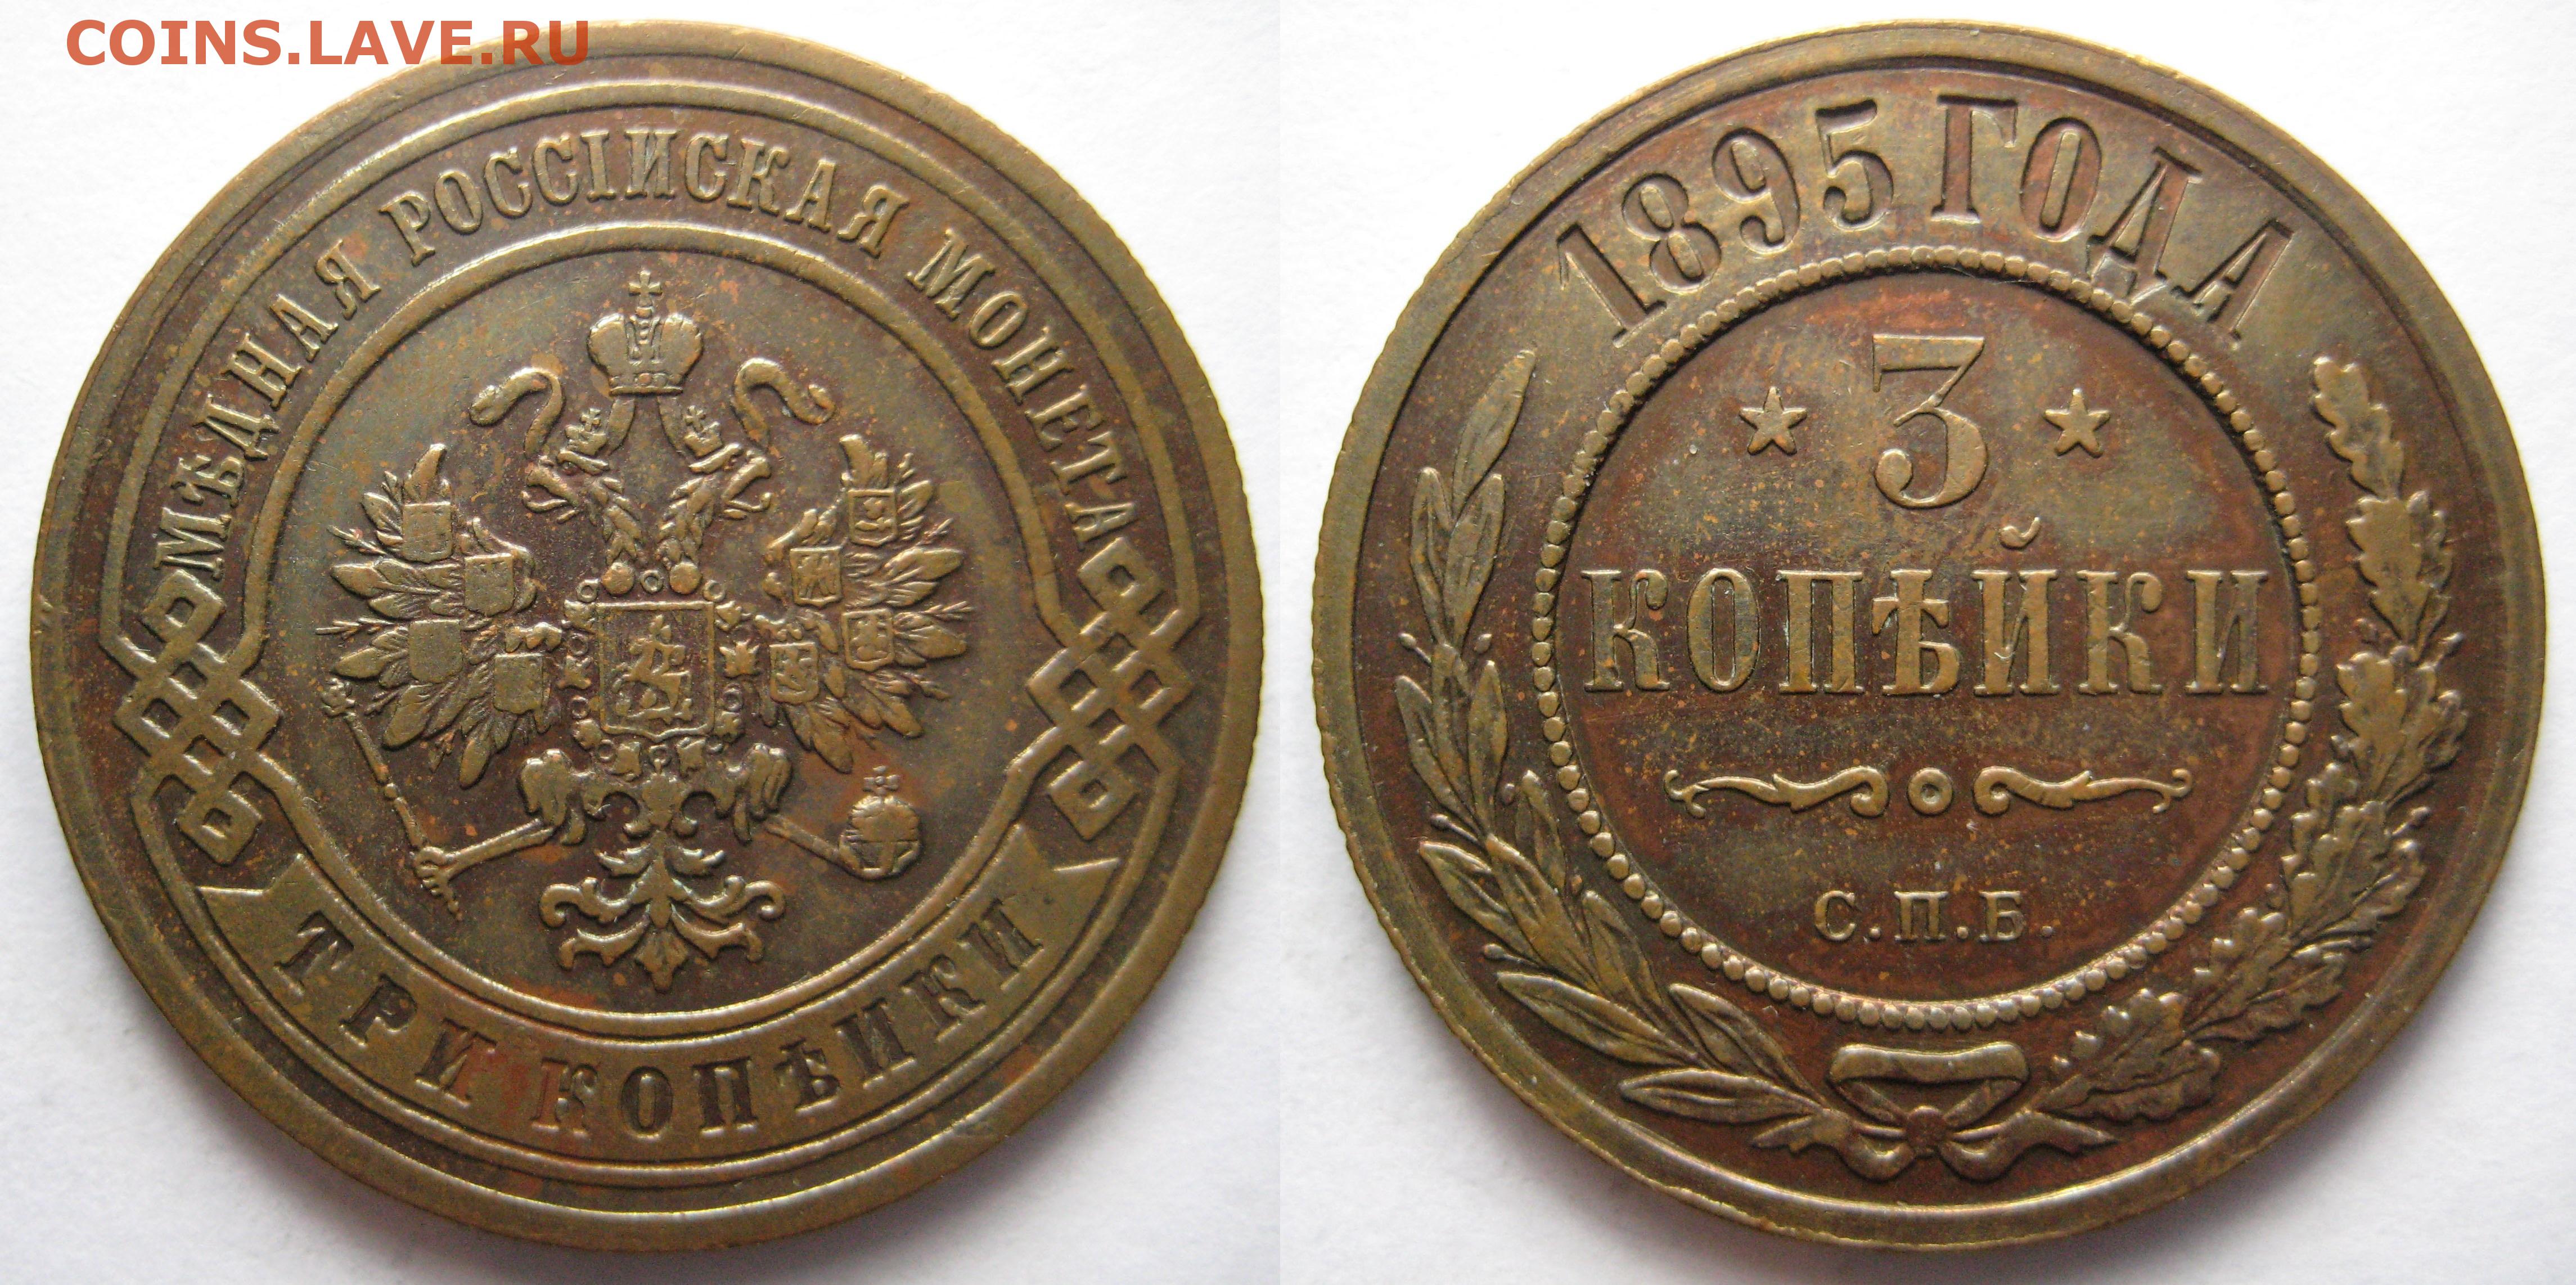 COINS.LAVE.RU
МѢДНАЯ РОССІЙСКАЯ МОНЕТА
ТРИ КОПѢЙКИ
1895 ГОДА
3
КОПѢЙКИ
С.П.Б.